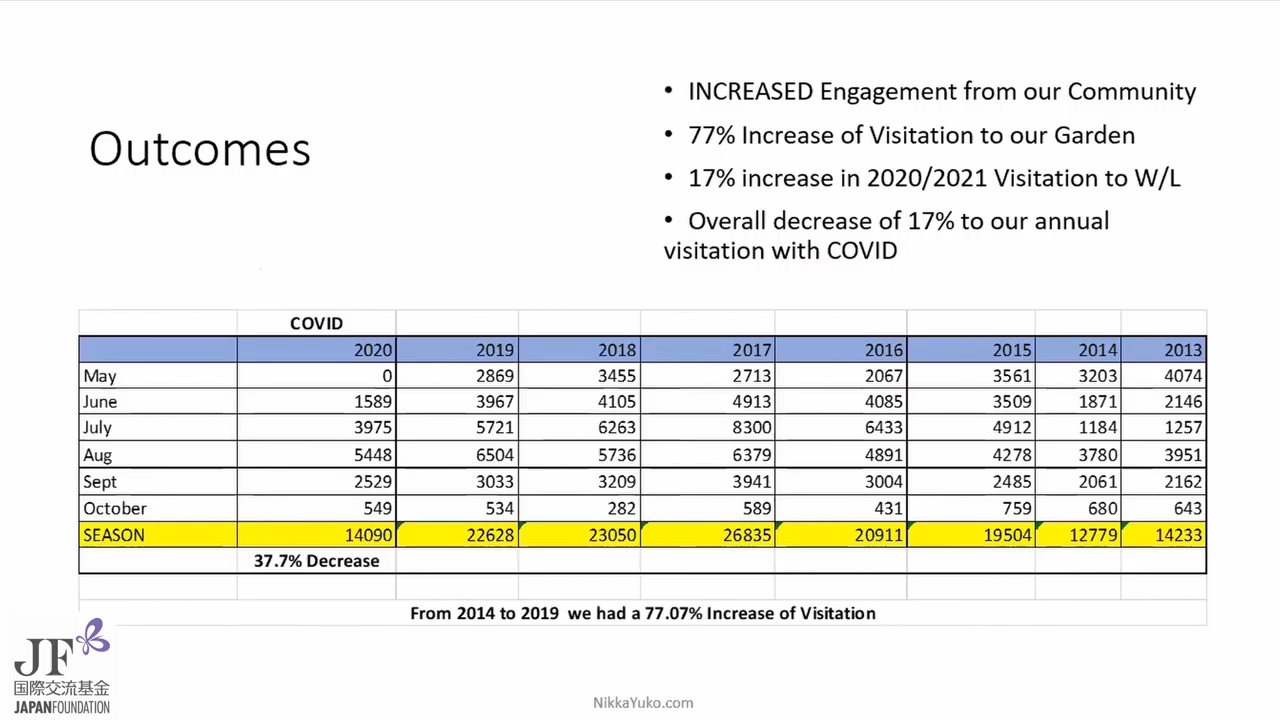 Outcomes
• INCREASED Engagement from our Community
• 77% Increase of Visitation to our Garden
• 17% increase in 2020/2021 Visitation to W/L
• Overall decrease of 17% to our annual
visitation with COVID
COVID
2020 2019 2018 2017 2016 2015 2014 2013
May 0 2869 3455 2713 2067 3561 3203 4074
June 1589 3967 4105 4913 4085 3509 1871 2146
July 3975 5721 6263 8300 6433 4912 1184 1257
Aug 5448 6504 5736 6379 4891 4278 3780 3951
Sept 2529 3033 3209 3941 3004 2485 2061 2162
October 549 534 282 589 431 759 680 643
SEASON 14090 22628 23050 26835 20911 19504 12779 14233
37.7% Decrease
From 2014 to 2019 we had a 77.07% Increase of Visitation
JF
国際交流基金
JAPANFOUNDATION
NikkaYuko.com